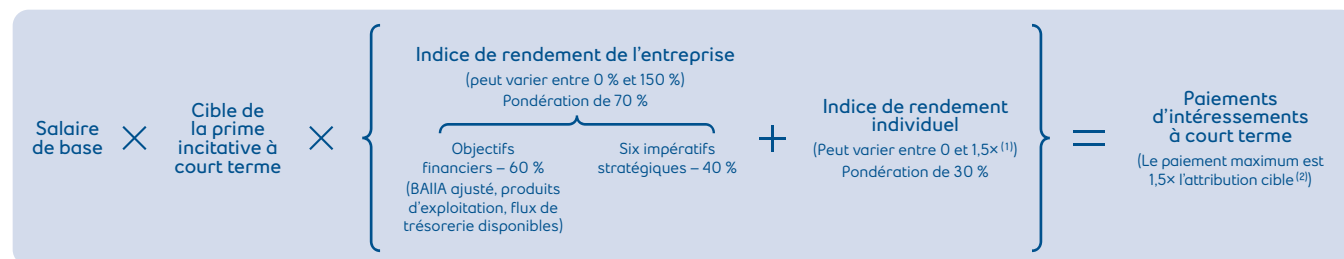 Salaire
de base
×
Cible de
la prime
incitative à
court terme
×
{
Indice de rendement de l’entreprise
(peut varier entre 0 % et 150 %)
Pondération de 70 %
Objectifs
financiers – 60 %
(BAIIA ajusté, produits
d’exploitation, flux de
trésorerie disponibles)
Six impératifs
stratégiques – 40 %
+
Indice de rendement
individuel
(Peut varier entre 0 et 1,5× (1))
Pondération de 30 %
}
=
Paiements
d’intéressements
à court terme
(Le paiement maximum est
1,5× l’attribution cible (2))